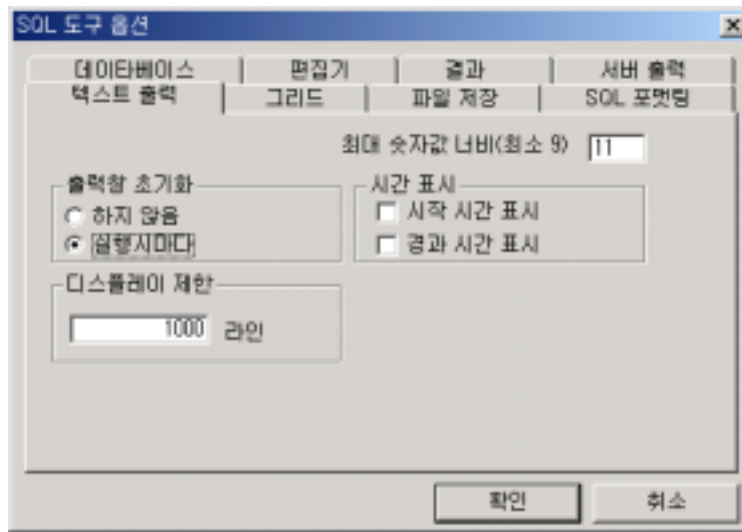 SQL 도구 옵션
데이타베이스 편집기 결과 서버 출력
텍스트 출력 그리드 파일 저장 SQL 포맷팅
최대 숫자값 너비(최소 9) 11
출력창 초기화
하지 않음
실행시마다
시간 표시
시작 시간 표시
경과 시간 표시
디스플레이 제한
1000 라인
확인 취소